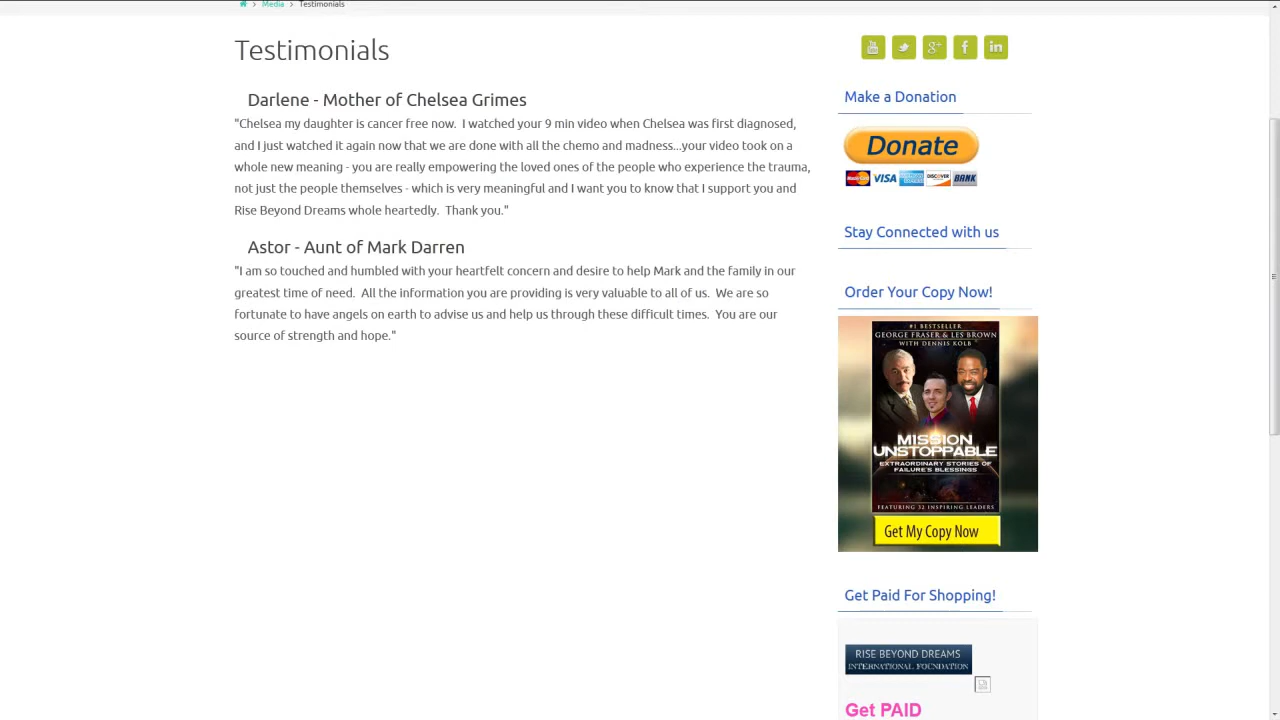 Media > Testimonials
Testimonials
Darlene - Mother of Chelsea Grimes
"Chelsea my daughter is cancer free now.  I watched your 9 min video when Chelsea was first diagnosed,
and I just watched it again now that we are done with all the chemo and madness...your video took on a
whole new meaning - you are really empowering the loved ones of the people who experience the trauma,
not just the people themselves - which is very meaningful and I want you to know that I support you and
Rise Beyond Dreams whole heartedly.  Thank you."
Astor - Aunt of Mark Darren
"I am so touched and humbled with your heartfelt concern and desire to help Mark and the family in our
greatest time of need.  All the information you are providing is very valuable to all of us.  We are so
fortunate to have angels on earth to advise us and help us through these difficult times.  You are our
source of strength and hope."
You
g+ f in
Make a Donation
Donate
MasterCard VISA AMERICAN EXPRESS DISCOVER BANK
Stay Connected with us
Order Your Copy Now!
#1 BESTSELLER
GEORGE FRASER & LES BROWN
WITH DENNIS KOLB
MISSION
UNSTOPPABLE
EXTRAORDINARY STORIES OF
FAILURE'S BLESSINGS
FEATURING 32 INSPIRING LEADERS
Get My Copy Now
Get Paid For Shopping!
RISE BEYOND DREAMS
INTERNATIONAL FOUNDATION
Get PAID